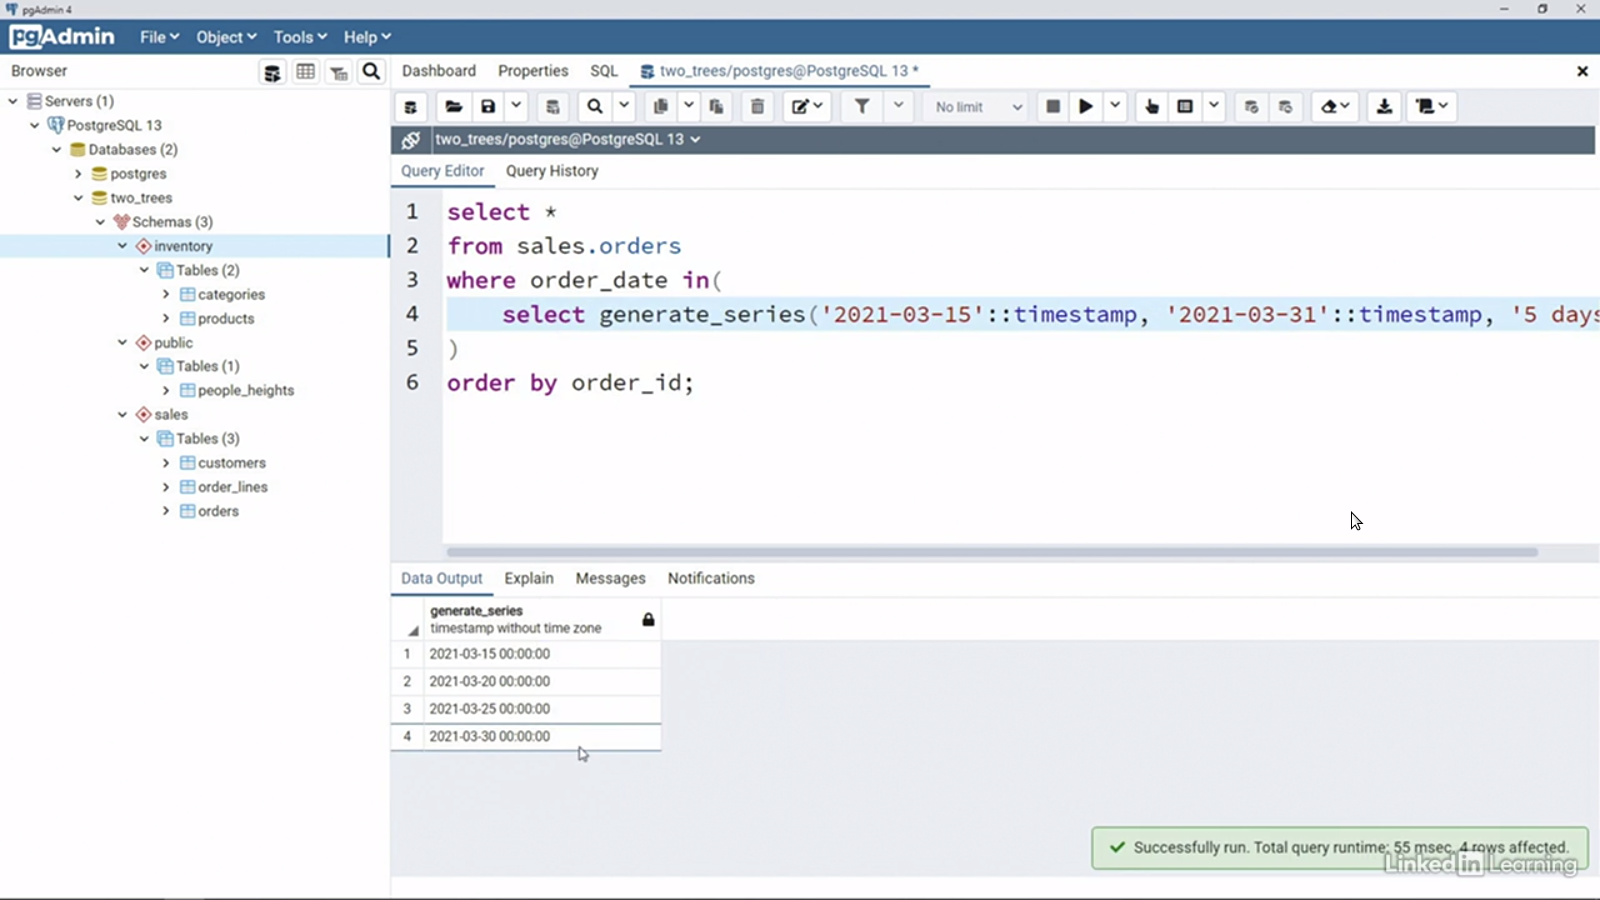 pgAdmin 4
pgAdmin File Object Tools Help
Browser
Dashboard Properties SQL two_trees/postgres@PostgreSQL 13 *
Servers (1)
PostgreSQL 13
Databases (2)
postgres
two_trees
Schemas (3)
inventory
Tables (2)
categories
products
public
Tables (1)
people_heights
sales
Tables (3)
customers
order_lines
orders
No limit
two_trees/postgres@PostgreSQL 13
Query Editor Query History
1 select *
2 from sales.orders
3 where order_date in(
4 select generate_series('2021-03-15'::timestamp, '2021-03-31'::timestamp, '5 days
5 )
6 order by order_id;
Data Output Explain Messages Notifications
generate_series
timestamp without time zone
1 2021-03-15 00:00:00
2 2021-03-20 00:00:00
3 2021-03-25 00:00:00
4 2021-03-30 00:00:00
Successfully run. Total query runtime: 55 msec. 4 rows affected.
LinkedIn Learning